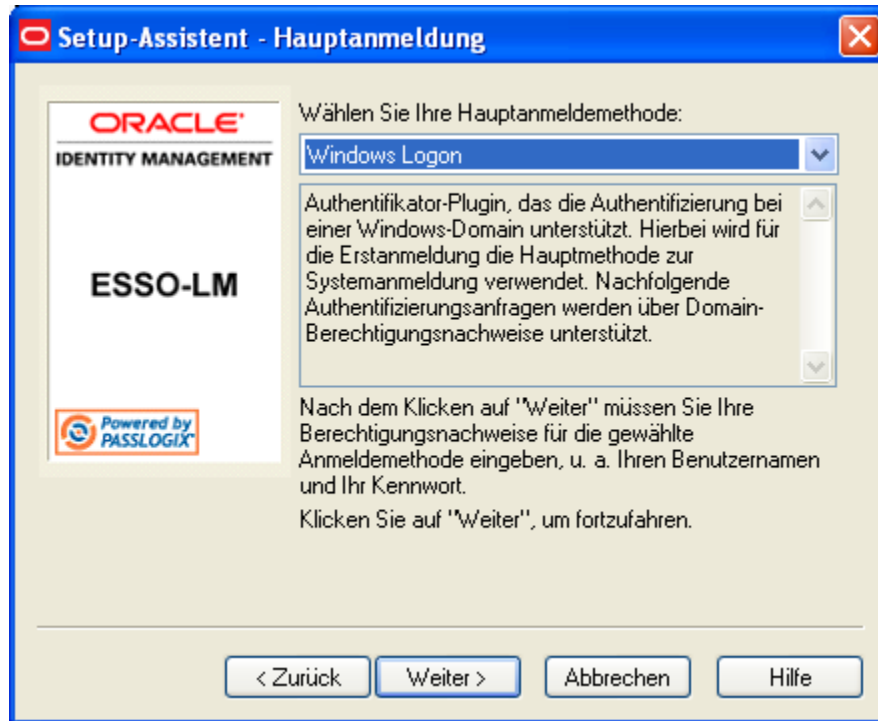 Setup-Assistent - Hauptanmeldung
ORACLE
IDENTITY MANAGEMENT
ESSO-LM
Powered by
PASSLOGIX
Wählen Sie Ihre Hauptanmeldemethode:
Windows Logon
Authentifikator-Plugin, das die Authentifizierung bei
einer Windows-Domain unterstützt. Hierbei wird für
die Erstanmeldung die Hauptmethode zur
Systemanmeldung verwendet. Nachfolgende
Authentifizierungsanfragen werden über Domain-
Berechtigungsnachweise unterstützt.
Nach dem Klicken auf "Weiter" müssen Sie Ihre
Berechtigungsnachweise für die gewählte
Anmeldemethode eingeben, u. a. Ihren Benutzernamen
und Ihr Kennwort.
Klicken Sie auf "Weiter", um fortzufahren.
< Zurück Weiter > Abbrechen Hilfe